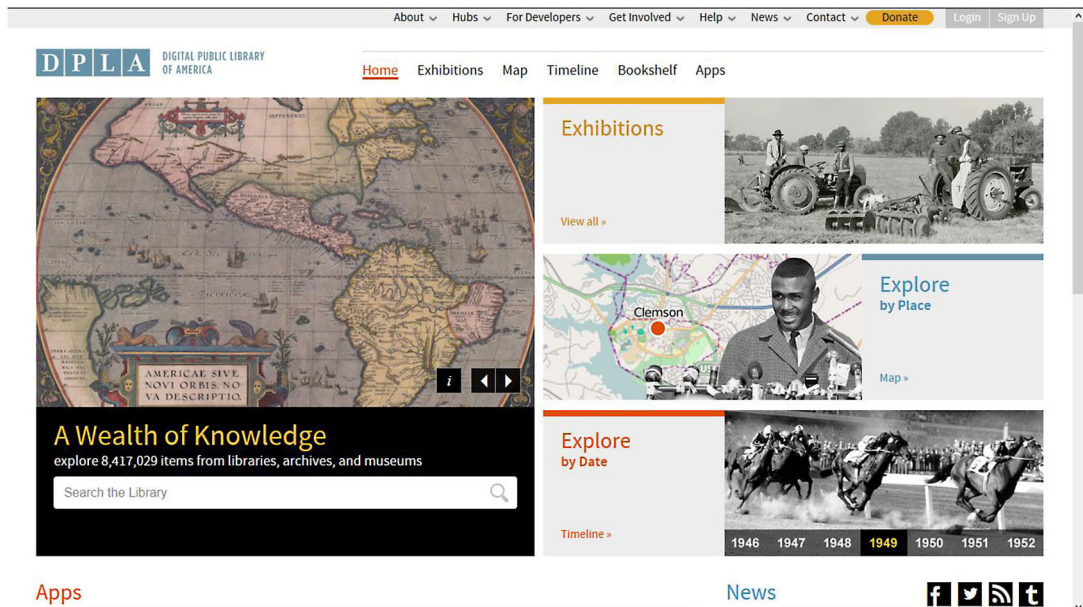 About Hubs For Developers Get Involved Help News Contact Donate Login Sign Up
DPLA
DIGITAL PUBLIC LIBRARY
OF AMERICA
Home Exhibitions Map Timeline Bookshelf Apps
SEPTENTRIO
AMERICAE SIVE
NOVI ORBIS, NO-
VA DESCRIPTIO.
i
A Wealth of Knowledge
explore 8,417,029 items from libraries, archives, and museums
Search the Library
Exhibitions
View all »
Clemson
Explore
by Place
Map »
Explore
by Date
Timeline »
1946 1947 1948 1949 1950 1951 1952
Apps
News
f t